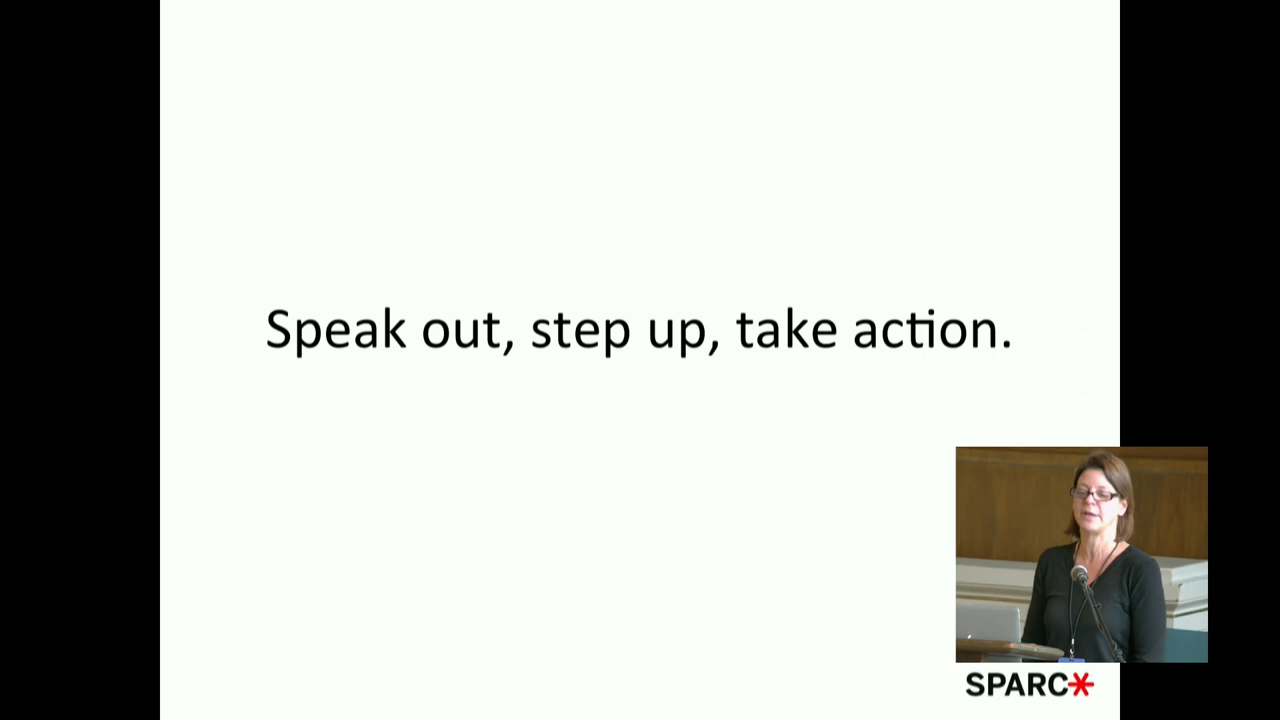 Speak out, step up, take action.
SPARC*